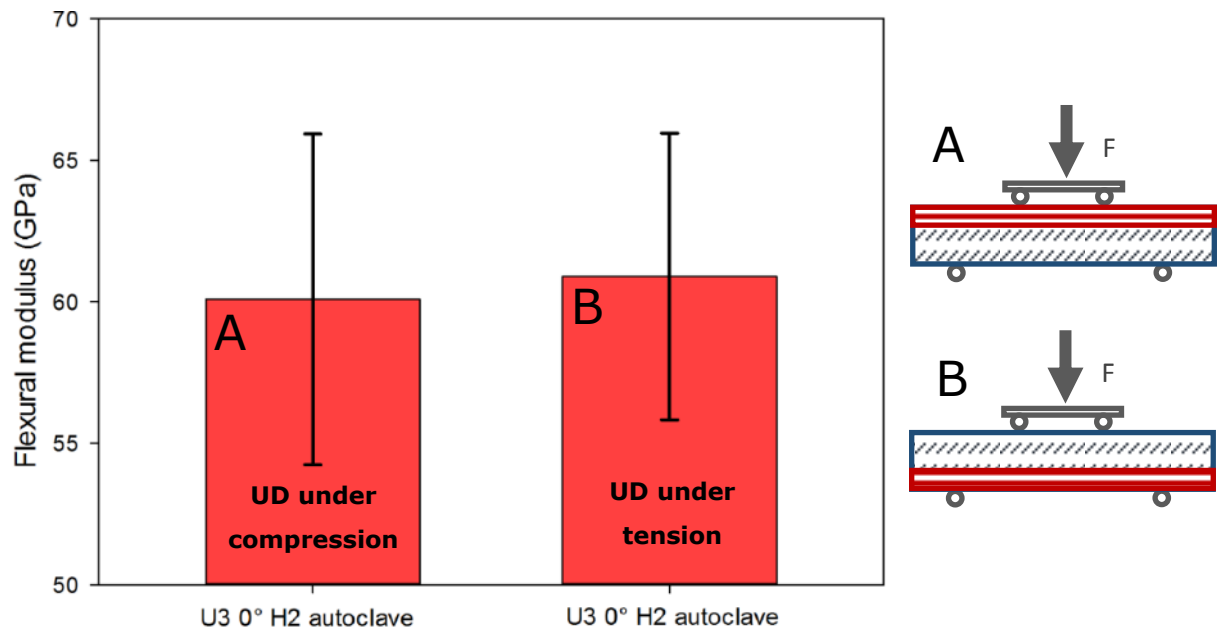 Flexural modulus (GPa)
70
65
60
55
50
A
UD under
compression
B
UD under
tension
U3 0° H2 autoclave
U3 0° H2 autoclave
A
F
B
F